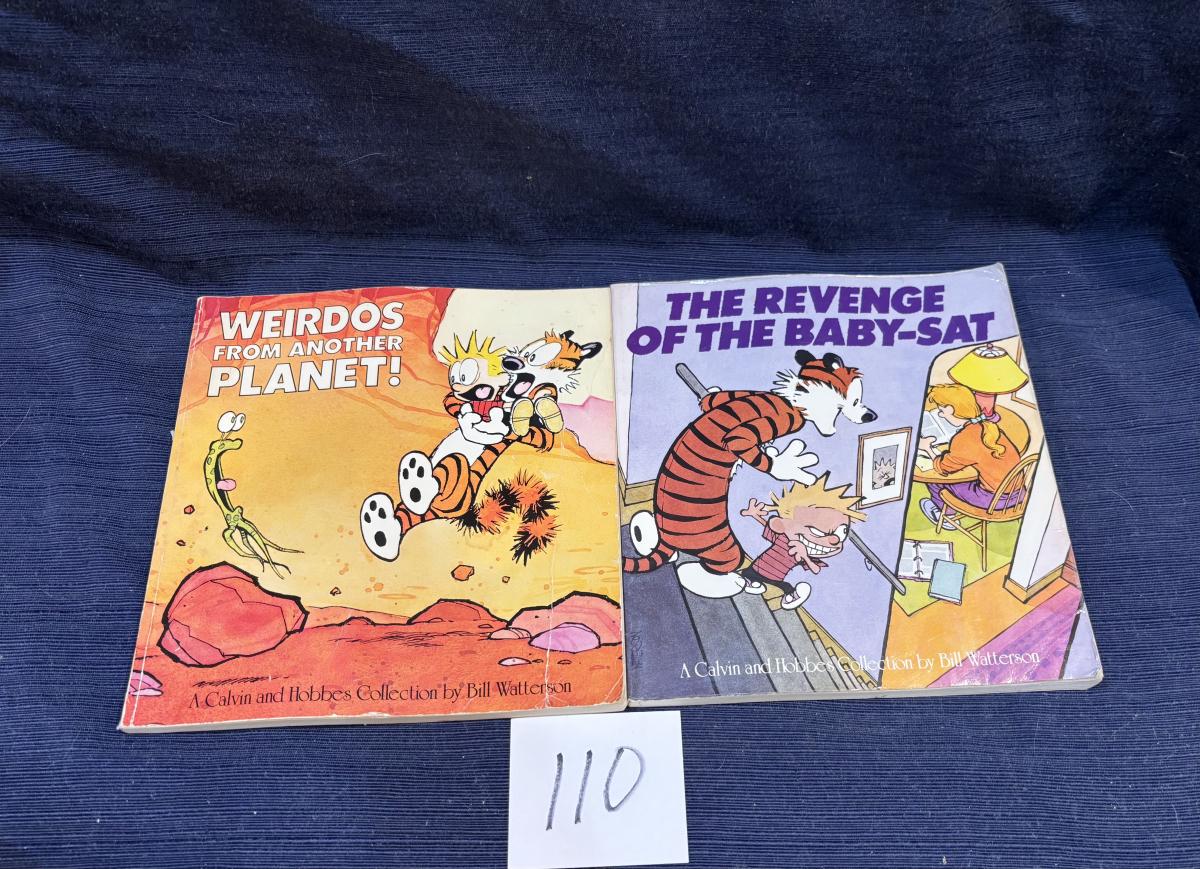 WEIRDOS
FROM ANOTHER
PLANET!
A Calvin and Hobbes Collection by Bill Watterson
THE REVENGE
OF THE BABY-SAT
A Calvin and Hobbes Collection by Bill Watterson
110